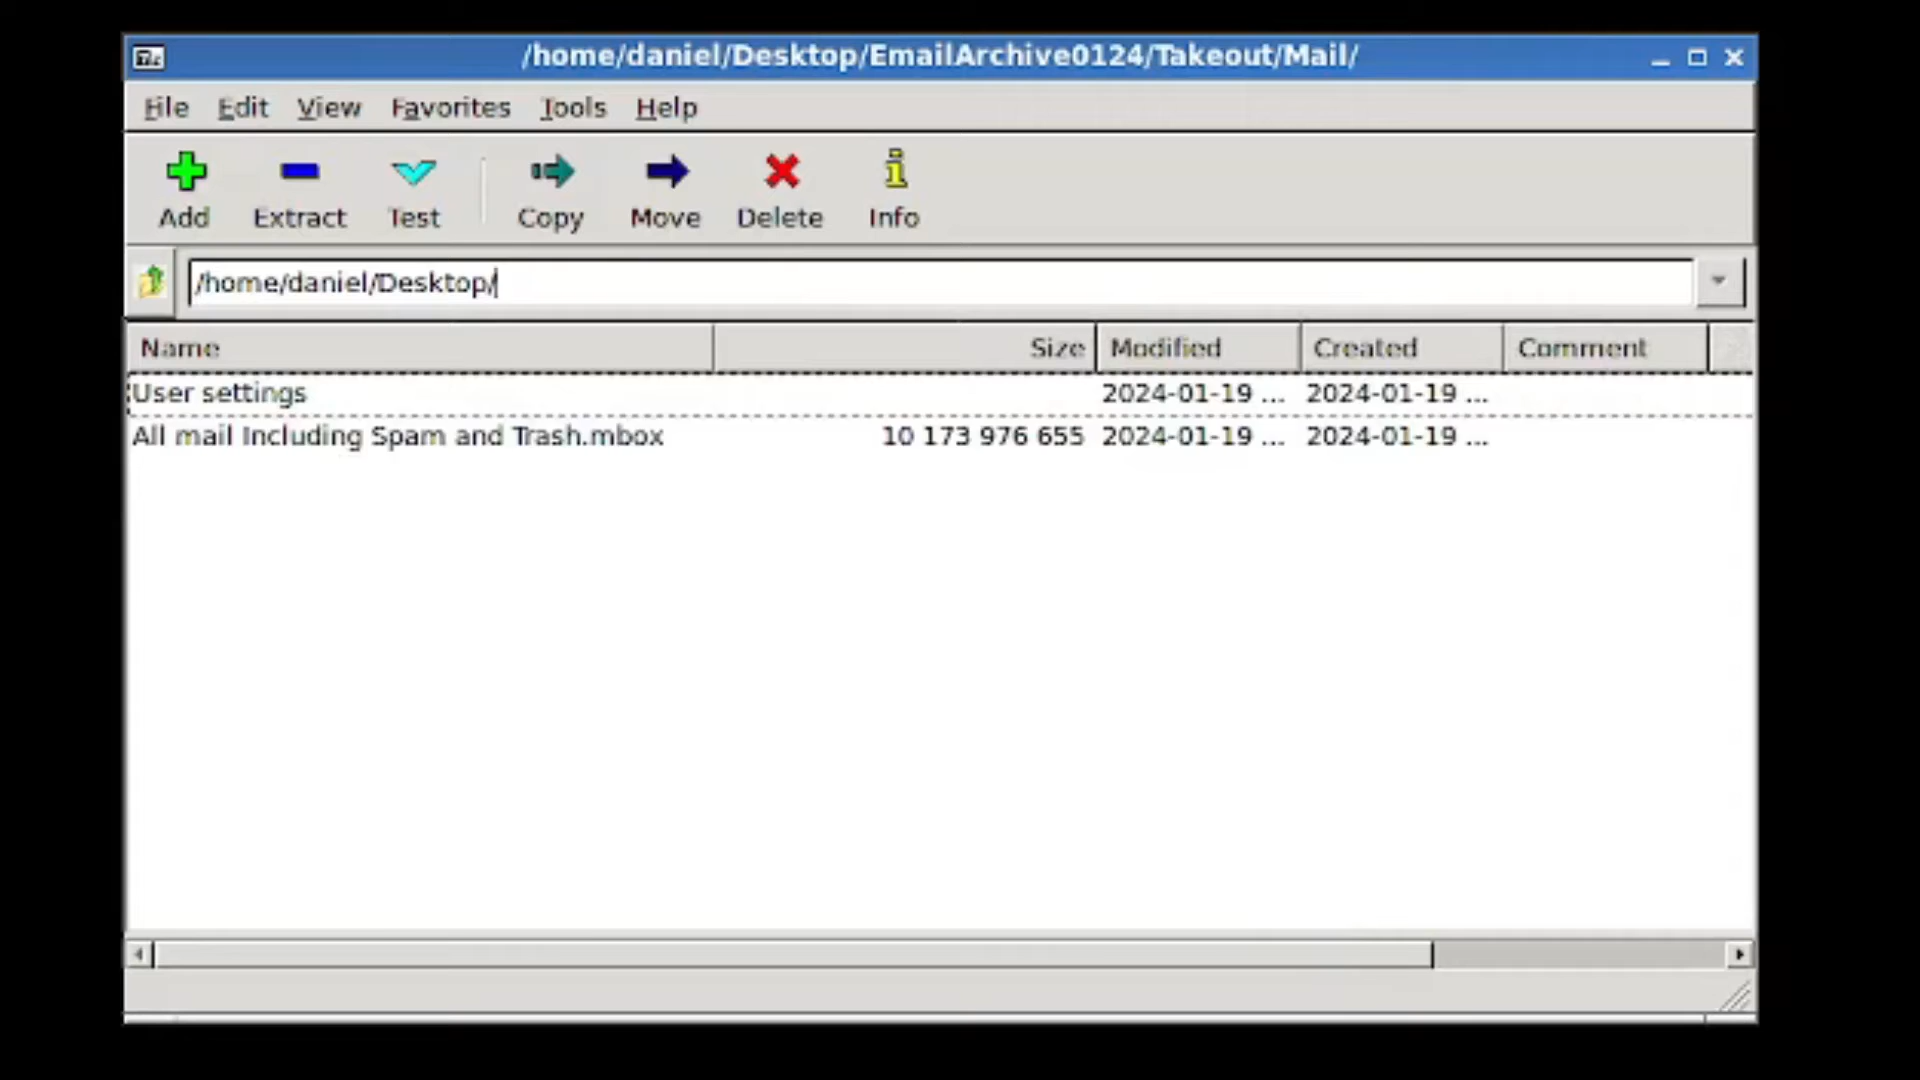 /home/daniel/Desktop/EmailArchive0124/Takeout/Mail/
File Edit View Favorites Tools Help
Add Extract Test Copy Move Delete Info
/home/daniel/Desktop/
Name Size Modified Created Comment
User settings 2024-01-19 ... 2024-01-19 ...
All mail Including Spam and Trash.mbox 10 173 976 655 2024-01-19 ... 2024-01-19 ...